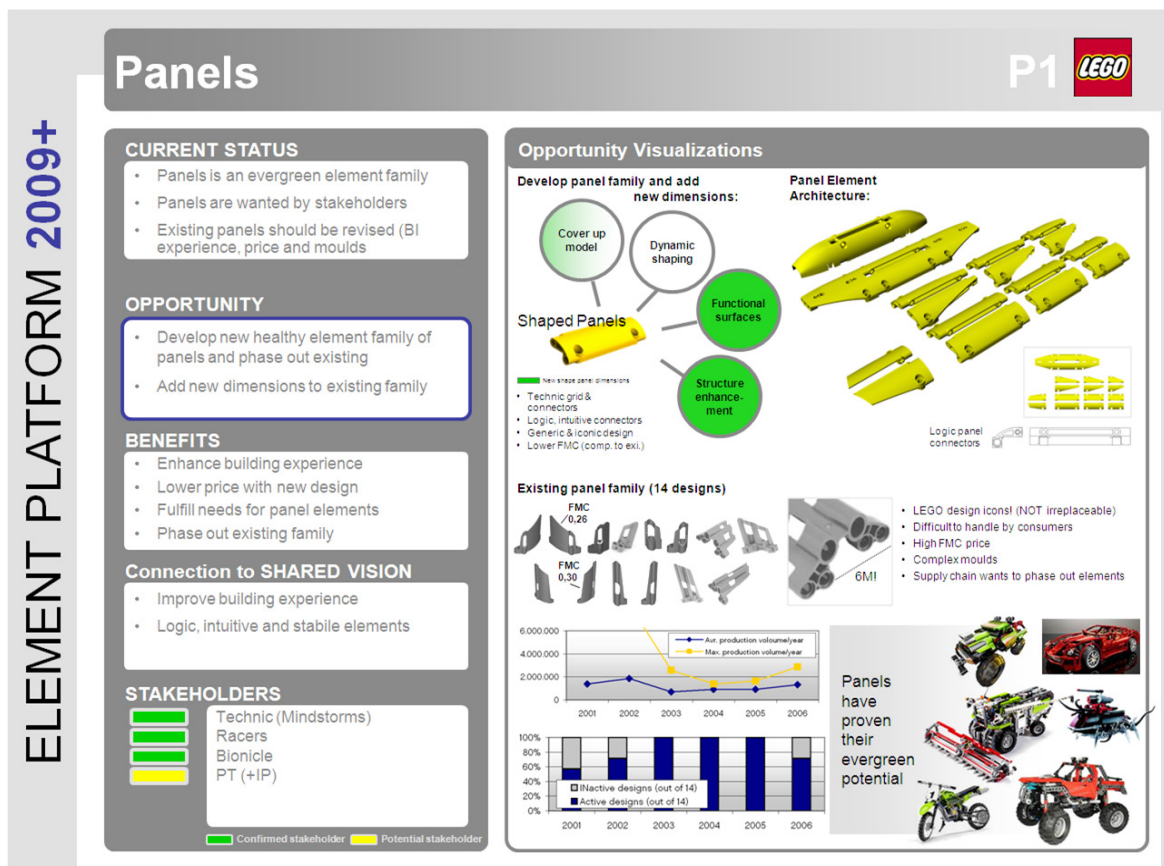 ELEMENT PLATFORM 2009+
Panels
P1
LEGO
CURRENT STATUS
• Panels is an evergreen element family
• Panels are wanted by stakeholders
• Existing panels should be revised (BI
experience, price and moulds
OPPORTUNITY
• Develop new healthy element family of
panels and phase out existing
• Add new dimensions to existing family
BENEFITS
• Enhance building experience
• Lower price with new design
• Fulfill needs for panel elements
• Phase out existing family
Connection to SHARED VISION
• Improve building experience
• Logic, intuitive and stabile elements
STAKEHOLDERS
Technic (Mindstorms)
Racers
Bionicle
PT (+IP)
Confirmed stakeholder
Potential stakeholder
Opportunity Visualizations
Develop panel family and add
new dimensions:
Cover up
model
Dynamic
shaping
Functional
surfaces
Structure
enhance-
ment
Shaped Panels
New shape panel dimensions
• Technic grid &
connectors
• Logic, intuitive connectors
• Generic & iconic design
• Lower FMC (comp. to exi.)
Panel Element
Architecture:
Logic panel
connectors
Existing panel family (14 designs)
FMC
0,26
FMC
0,30
6M!
• LEGO design icons! (NOT irreplaceable)
• Difficult to handle by consumers
• High FMC price
• Complex moulds
• Supply chain wants to phase out elements
6.000.000
4.000.000
2.000.000
0
Avr. production voloume/year
Max. production volume/year
2001 2002 2003 2004 2005 2006
100%
80%
60%
40%
20%
0%
INactive designs (out of 14)
Active designs (out of 14)
2001 2002 2003 2004 2005 2006
Panels
have
proven
their
evergreen
potential